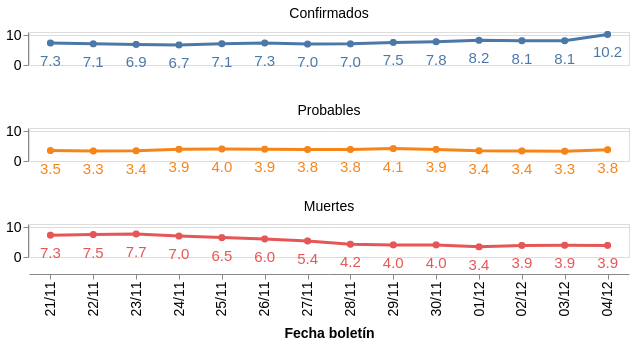 Confirmados
10
0
7.3 7.1 6.9 6.7 7.1 7.3 7.0 7.0 7.5 7.8 8.2 8.1 8.1 10.2
Probables
10
0
3.5 3.3 3.4 3.9 4.0 3.9 3.8 3.8 4.1 3.9 3.4 3.4 3.3 3.8
Muertes
10
0
7.3 7.5 7.7 7.0 6.5 6.0 5.4 4.2 4.0 4.0 3.4 3.9 3.9 3.9
21/11 22/11 23/11 24/11 25/11 26/11 27/11 28/11 29/11 30/11 01/12 02/12 03/12 04/12
Fecha boletín